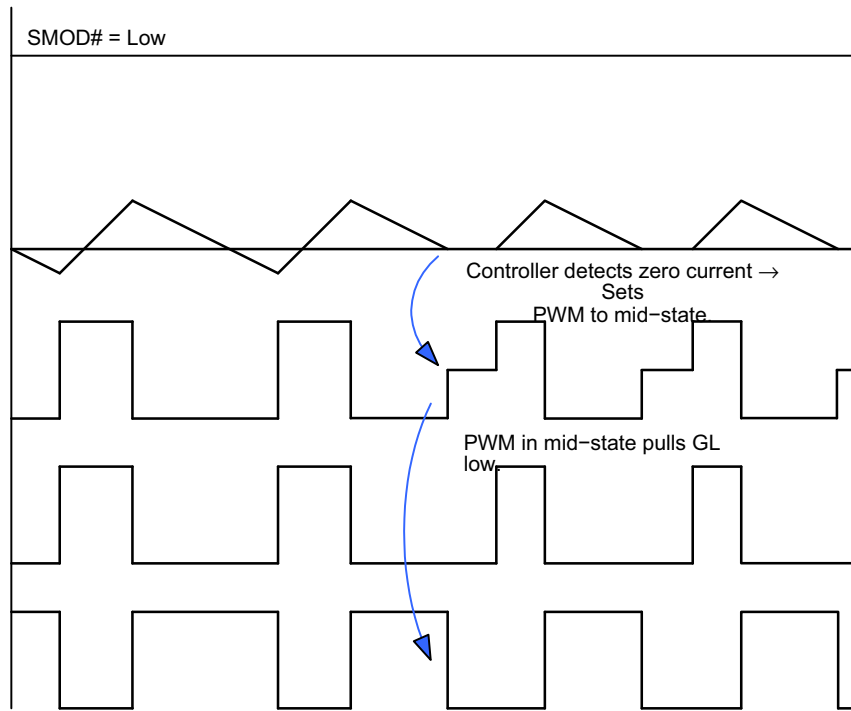 SMOD# = Low
Controller detects zero current →
Sets
PWM to mid−state.
PWM in mid−state pulls GL
low.